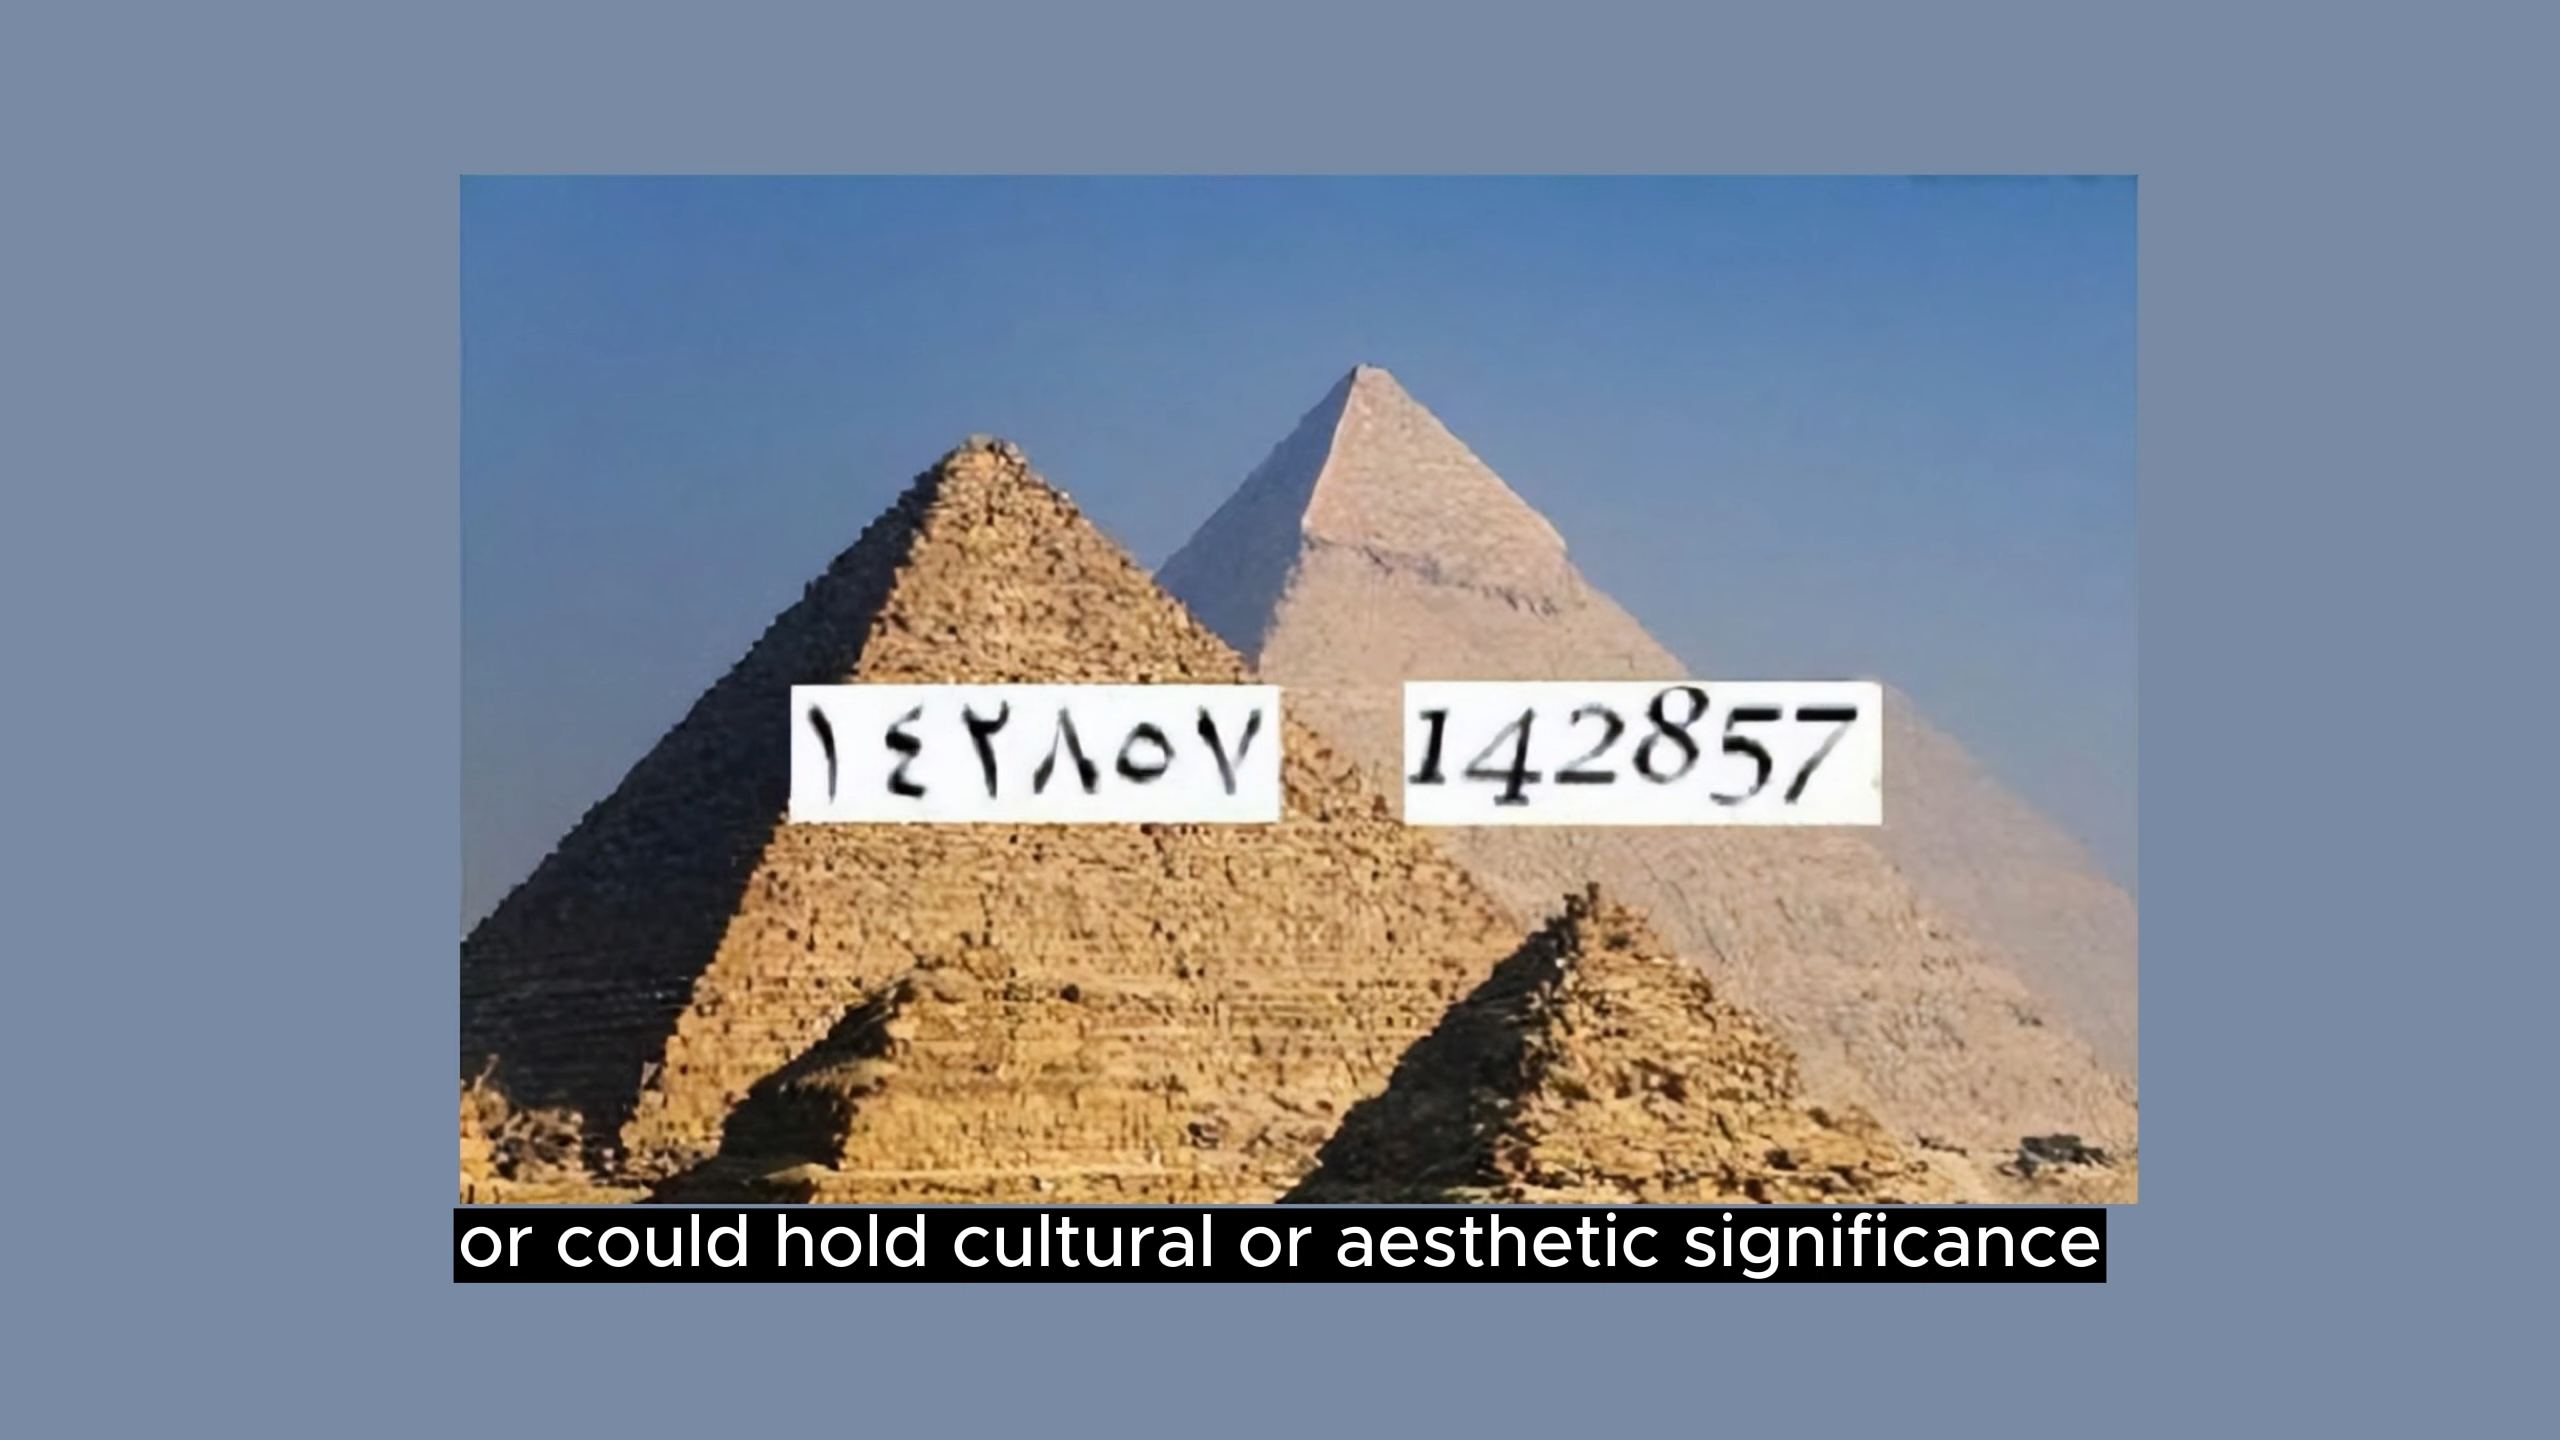 ١٤٢٨٥٧
142857
or could hold cultural or aesthetic significance